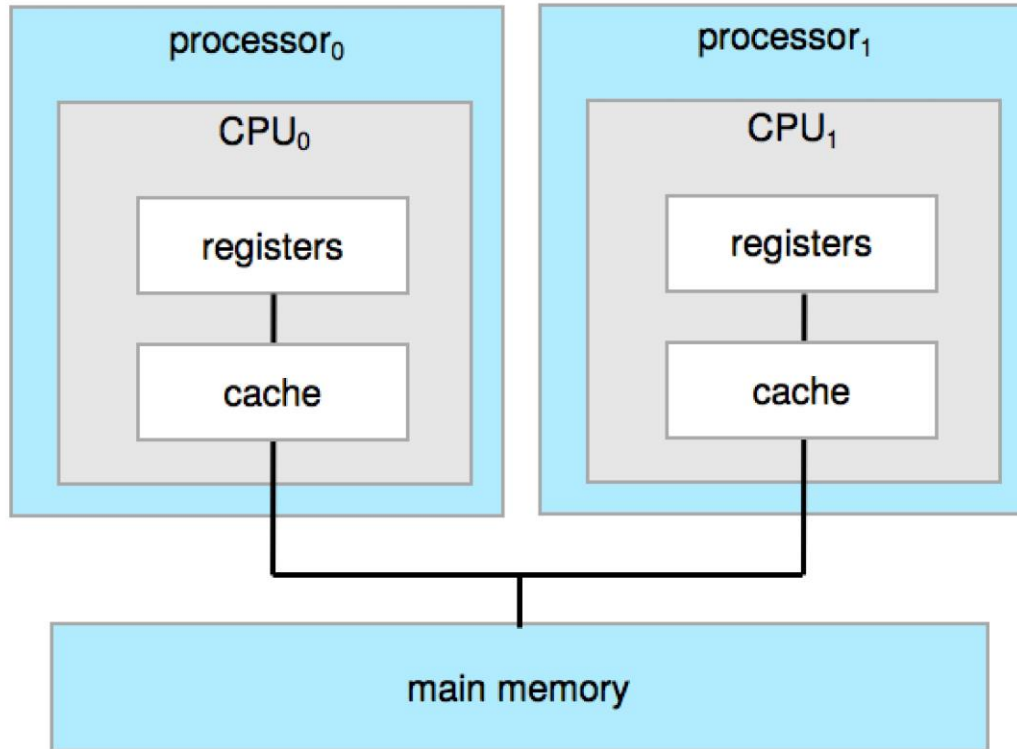 processor₀
CPU₀
registers
cache
processor₁
CPU₁
registers
cache
main memory